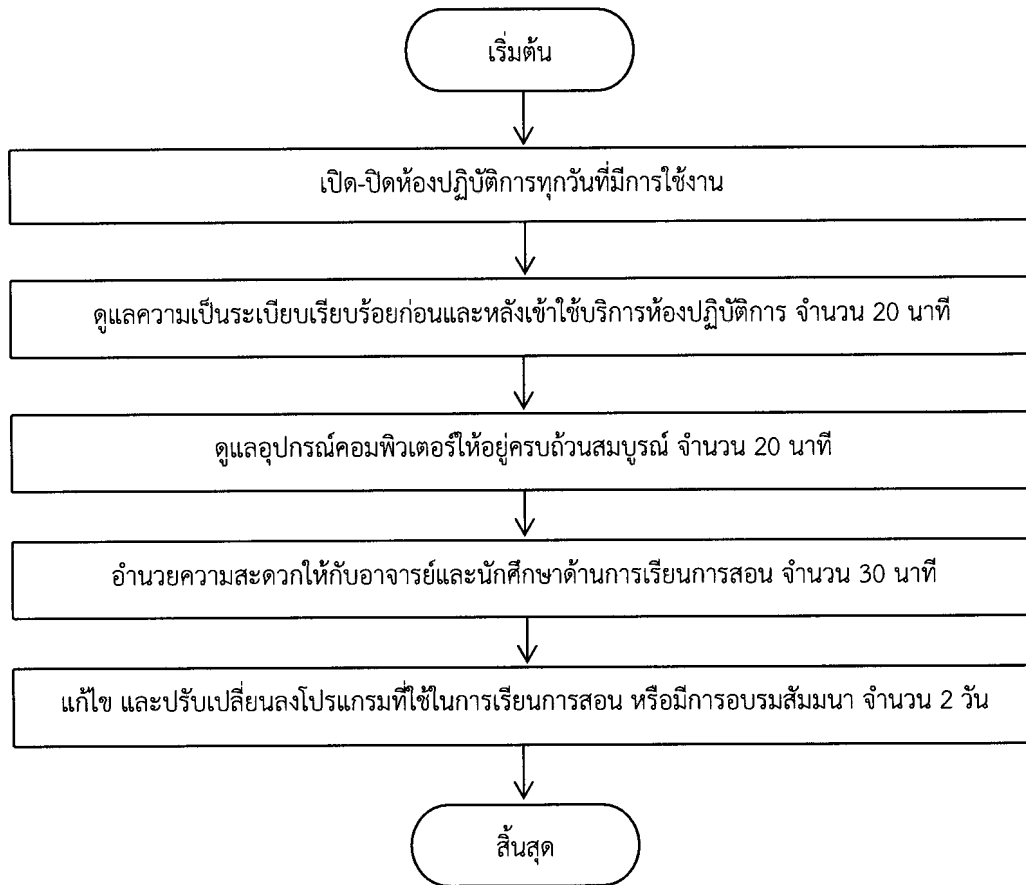 เริ่มต้น
เปิด-ปิดห้องปฏิบัติการทุกวันที่มีการใช้งาน
ดูแลความเป็นระเบียบเรียบร้อยก่อนและหลังเข้าใช้บริการห้องปฏิบัติการ จำนวน 20 นาที
ดูแลอุปกรณ์คอมพิวเตอร์ให้อยู่ครบถ้วนสมบูรณ์ จำนวน 20 นาที
อำนวยความสะดวกให้กับอาจารย์และนักศึกษาด้านการเรียนการสอน จำนวน 30 นาที
แก้ไข และปรับเปลี่ยนลงโปรแกรมที่ใช้ในการเรียนการสอน หรือมีการอบรมสัมมนา จำนวน 2 วัน
สิ้นสุด